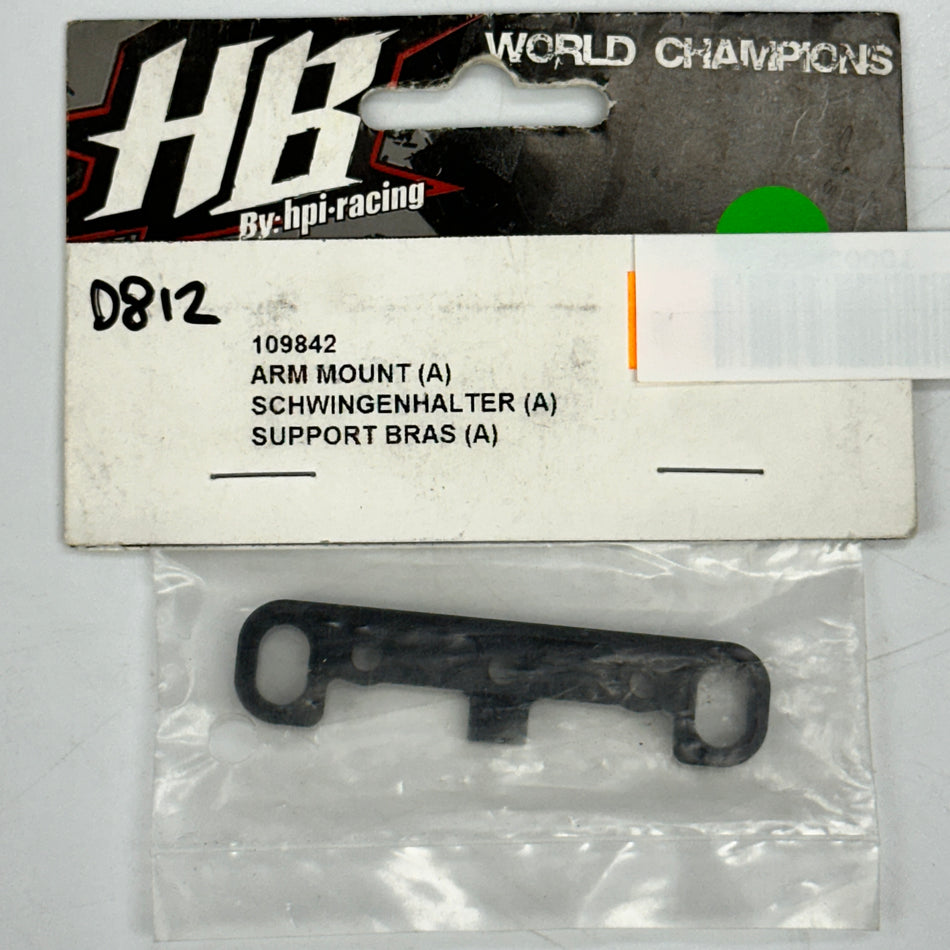 HB
WORLD CHAMPIONS
By: hpi·racing
D812
109842
ARM MOUNT (A)
SCHWINGENHALTER (A)
SUPPORT BRAS (A)